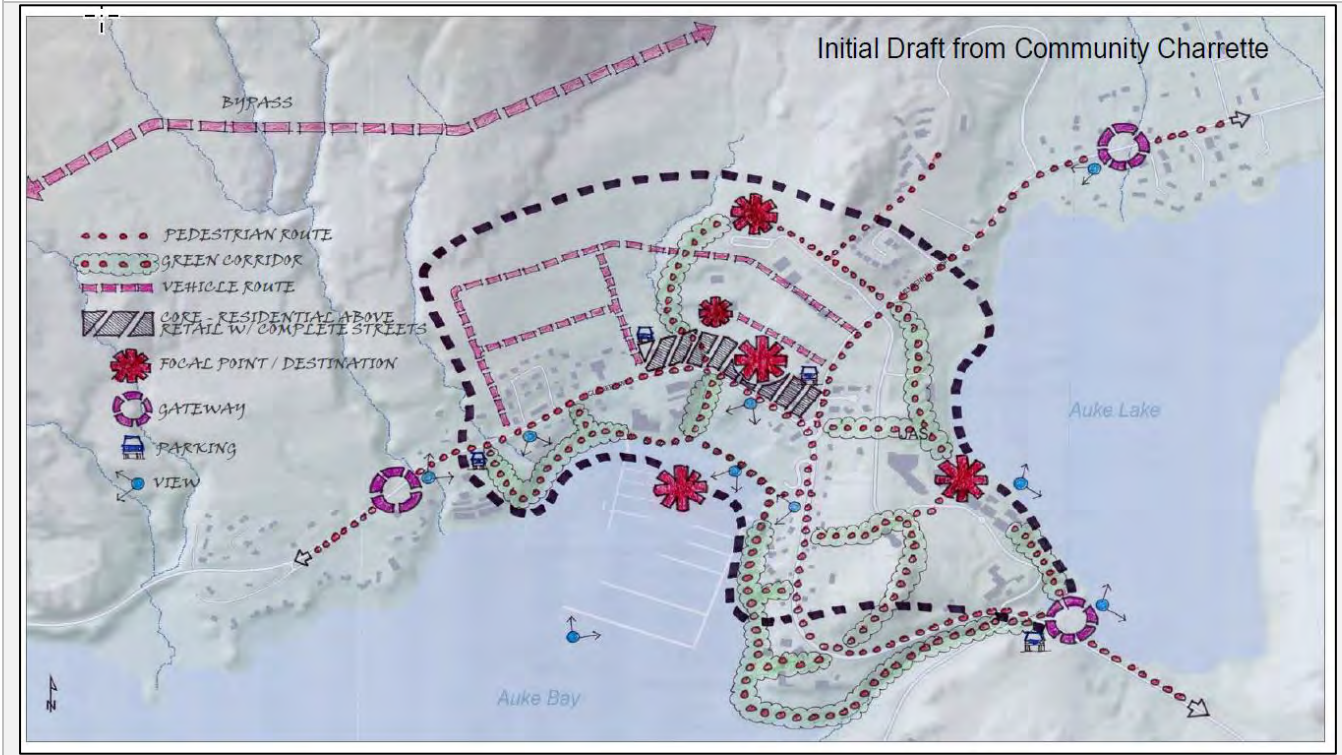 Initial Draft from Community Charrette
BYPASS
PEDESTRIAN ROUTE
GREEN CORRIDOR
VEHICLE ROUTE
CORE - RESIDENTIAL ABOVE
RETAIL W/ COMPLETE STREETS
FOCAL POINT / DESTINATION
GATEWAY
PARKING
VIEW
Auke Lake
UAS
Auke Bay
N